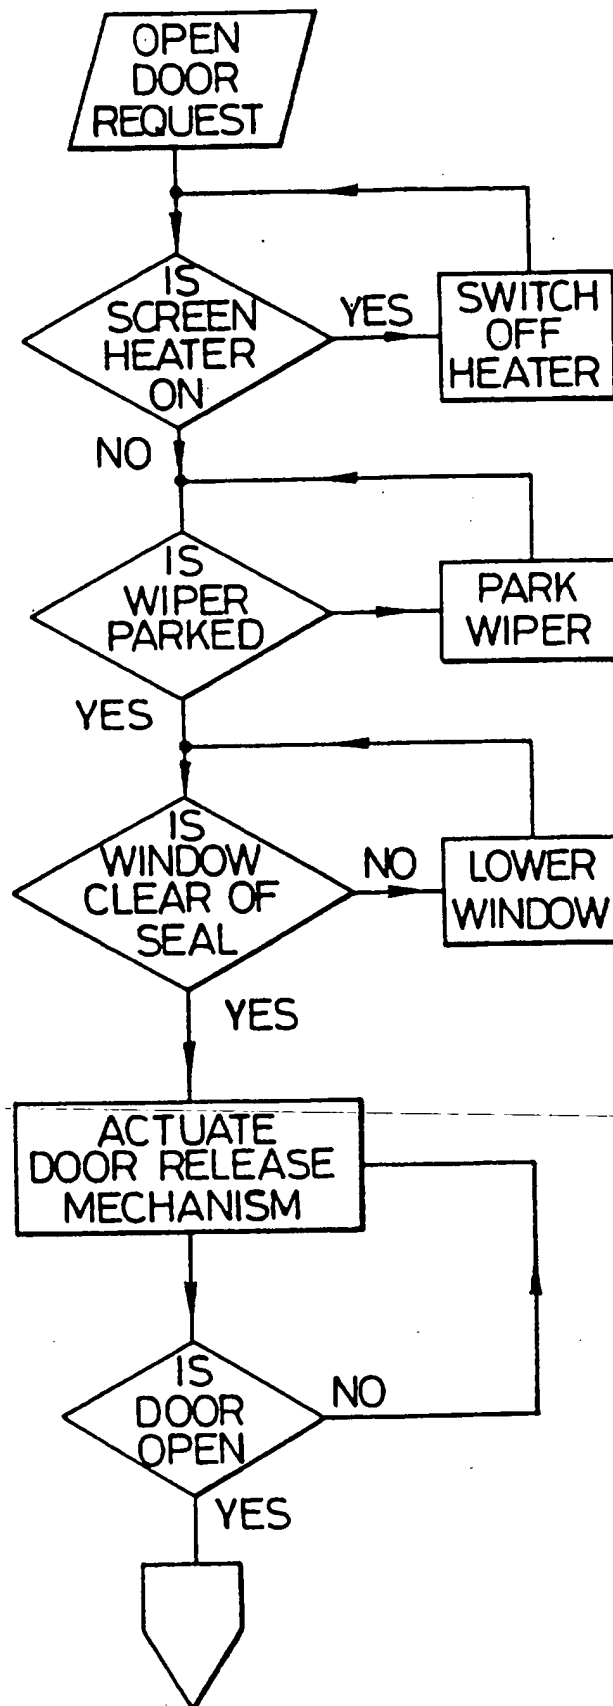 OPEN
DOOR
REQUEST
IS
SCREEN
HEATER
ON
YES
SWITCH
OFF
HEATER
NO
IS
WIPER
PARKED
PARK
WIPER
YES
IS
WINDOW
CLEAR OF
SEAL
NO
LOWER
WINDOW
YES
ACTUATE
DOOR RELEASE
MECHANISM
IS
DOOR
OPEN
NO
YES